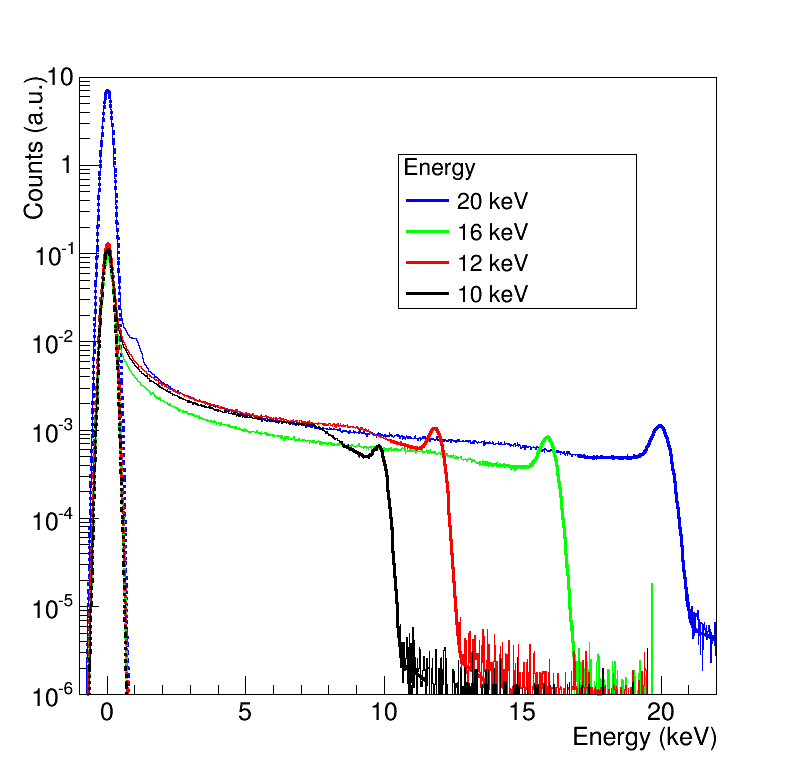 Counts (a.u.)
10
1
10⁻¹
10⁻²
10⁻³
10⁻⁴
10⁻⁵
10⁻⁶
Energy
20 keV
16 keV
12 keV
10 keV
0 5 10 15 20
Energy (keV)